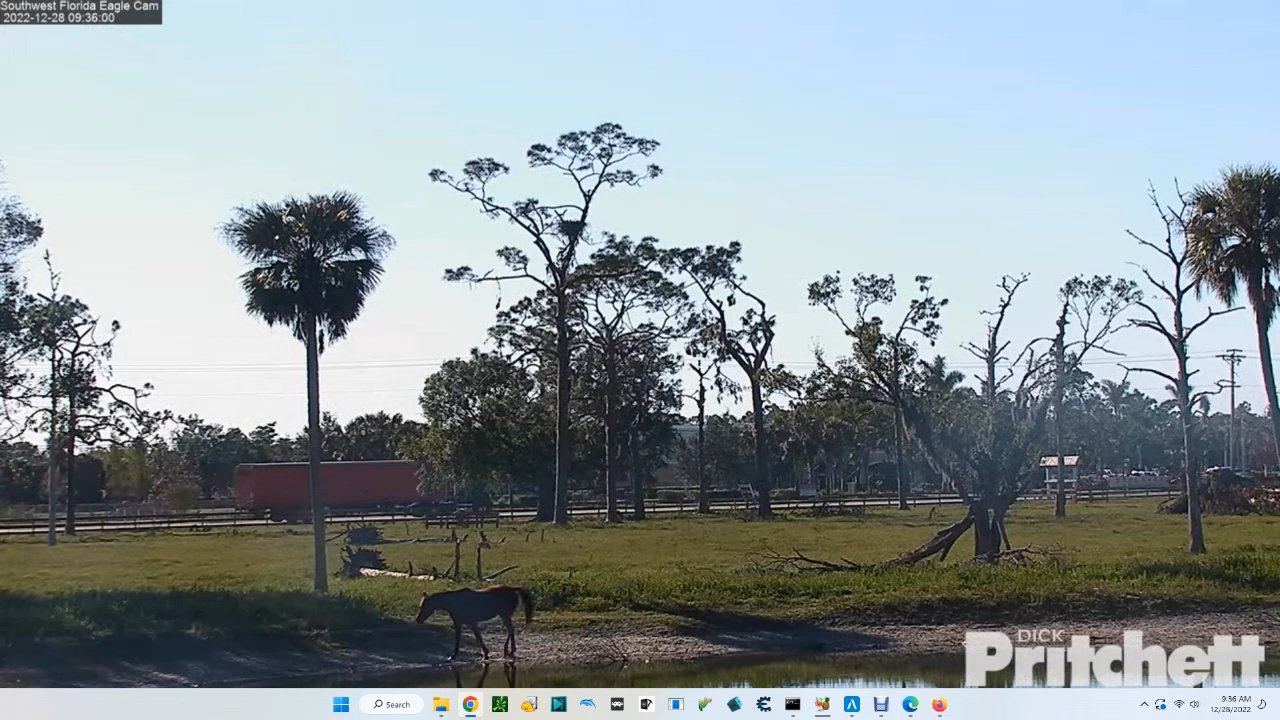 Southwest Florida Eagle Cam
2022-12-28 09:36:00
DICK
Pritchett
Search
9:36 AM
12/28/2022